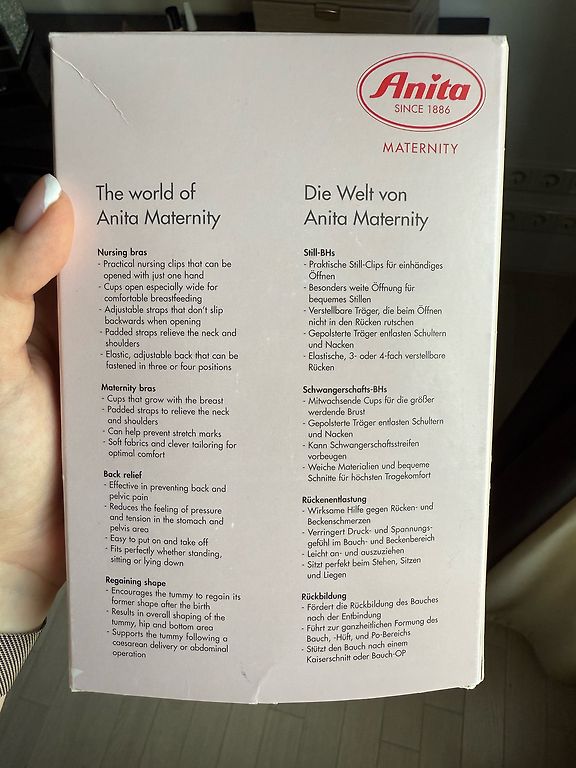 Anita
SINCE 1886
MATERNITY
The world of
Anita Maternity
Nursing bras
- Practical nursing clips that can be
opened with just one hand
- Cups open especially wide for
comfortable breastfeeding
- Adjustable straps that don't slip
backwards when opening
- Padded straps relieve the neck and
shoulders
- Elastic, adjustable back that can be
fastened in three or four positions
Maternity bras
- Cups that grow with the breast
- Padded straps to relieve the neck
and shoulders
- Can help prevent stretch marks
- Soft fabrics and clever tailoring for
optimal comfort
Back relief
- Effective in preventing back and
pelvic pain
- Reduces the feeling of pressure
and tension in the stomach and
pelvis area
- Easy to put on and take off
- Fits perfectly whether standing,
sitting or lying down
Regaining shape
- Encourages the tummy to regain its
former shape after the birth
- Results in overall shaping of the
tummy, hip and bottom area
- Supports the tummy following a
caesarean delivery or abdominal
operation
Die Welt von
Anita Maternity
Still-BHs
- Praktische Still-Clips für einhändiges
Öffnen
- Besonders weite Öffnung für
bequemes Stillen
- Verstellbare Träger, die beim Öffnen
nicht in den Rücken rutschen
- Gepolsterte Träger entlasten Schultern
und Nacken
- Elastische, 3- oder 4-fach verstellbare
Rücken
Schwangerschafts-BHs
- Mitwachsende Cups für die größer
werdende Brust
- Gepolsterte Träger entlasten Schultern
und Nacken
- Kann Schwangerschaftsstreifen
vorbeugen
- Weiche Materialien und bequeme
Schnitte für höchsten Tragekomfort
Rückenentlastung
- Wirksame Hilfe gegen Rücken- und
Beckenschmerzen
- Verringert Druck- und Spannungs-
gefühl im Bauch- und Beckenbereich
- Leicht an- und auszuziehen
- Sitzt perfekt beim Stehen, Sitzen
und Liegen
Rückbildung
- Fördert die Rückbildung des Bauches
nach der Entbindung
- Führt zur ganzheitlichen Formung des
Bauch, -Hüft, und Po-Bereichs
- Stützt den Bauch nach einem
Kaiserschnitt oder Bauch-OP